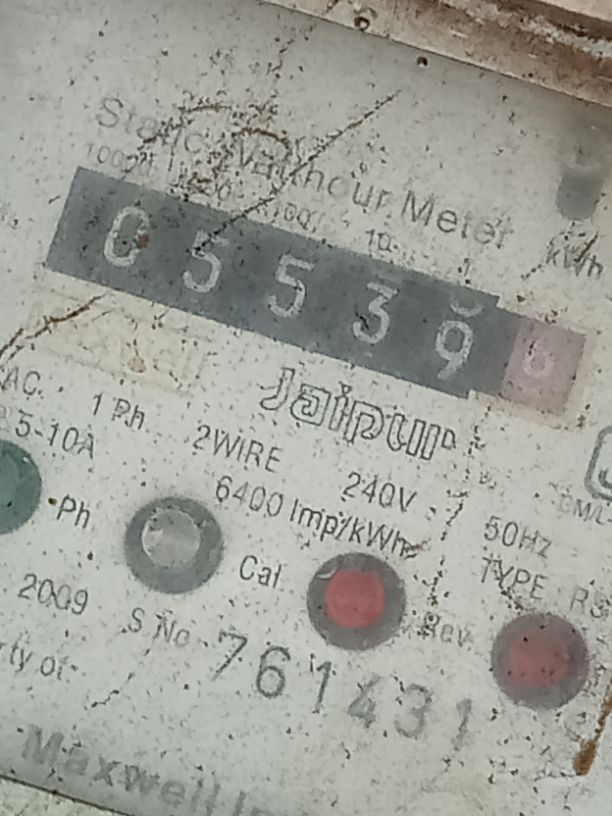 Static Watthour Meter
10
kWh
0 5 5 3 9
Jaipur
AC. 1 Ph. 2WIRE 240V 50Hz
5-10A 6400 Imp/kWh TYPE
Ph Cal Rev
2009 S No 761431
Maxwell